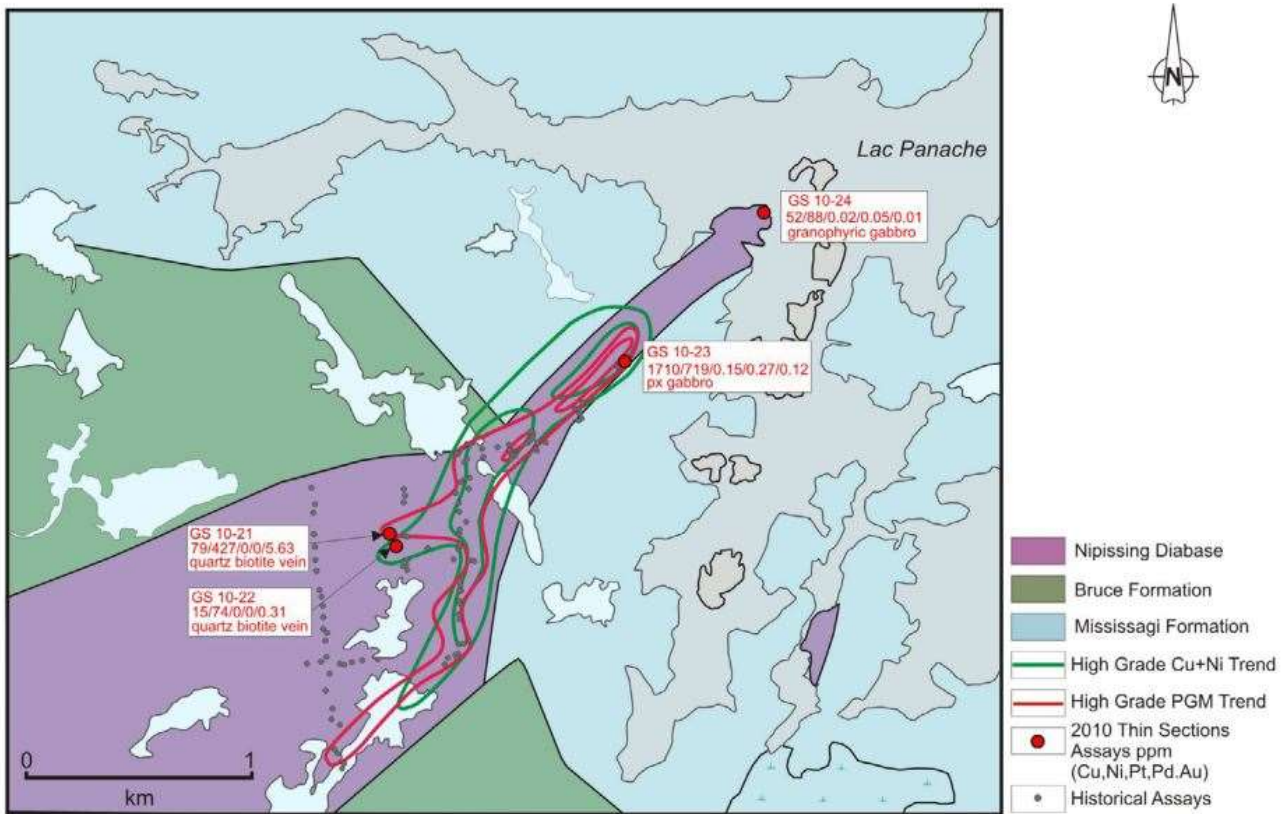 N
Lac Panache
GS 10-24
52/88/0.02/0.05/0.01
granophyric gabbro
GS 10-23
1710/719/0.15/0.27/0.12
px gabbro
GS 10-21
79/427/0/0/5.63
quartz biotite vein
GS 10-22
15/74/0/0/0.31
quartz biotite vein
0 1
km
Nipissing Diabase
Bruce Formation
Mississagi Formation
High Grade Cu+Ni Trend
High Grade PGM Trend
2010 Thin Sections
Assays ppm
(Cu,Ni,Pt,Pd.Au)
Historical Assays